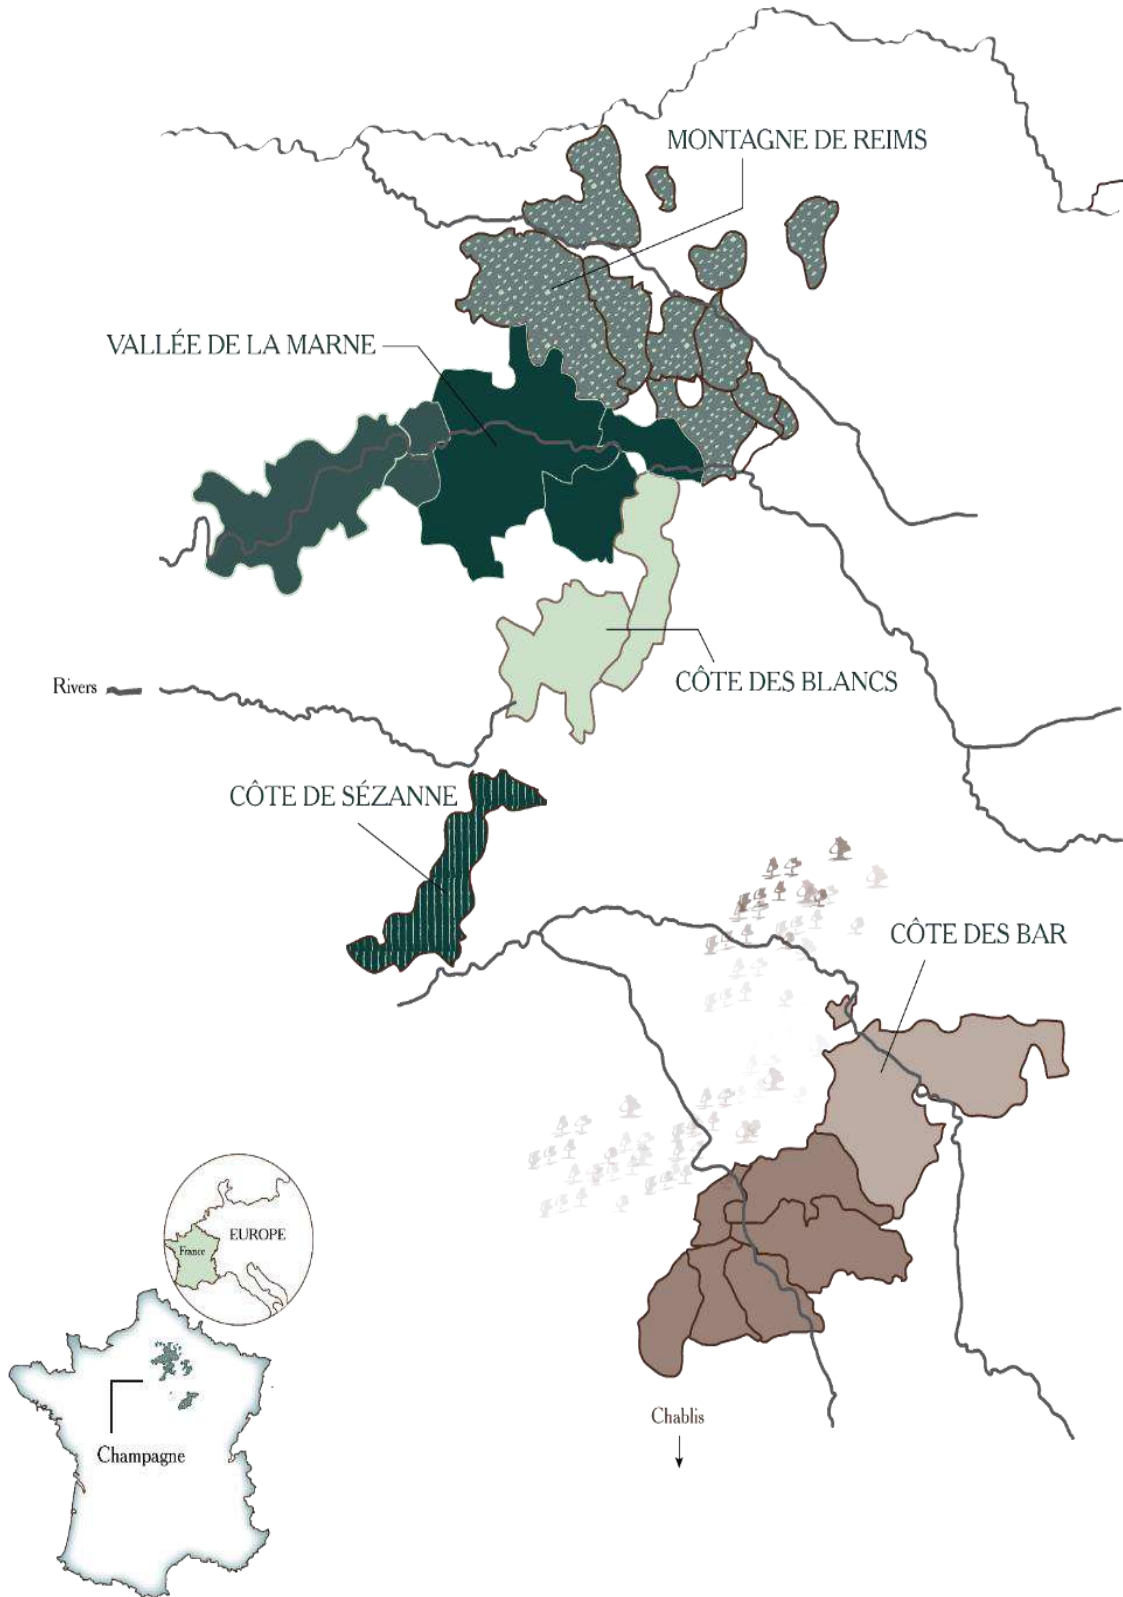 MONTAGNE DE REIMS
VALLÉE DE LA MARNE
Rivers
CÔTE DES BLANCS
CÔTE DE SÉZANNE
CÔTE DES BAR
EUROPE
France
Chablis
Champagne